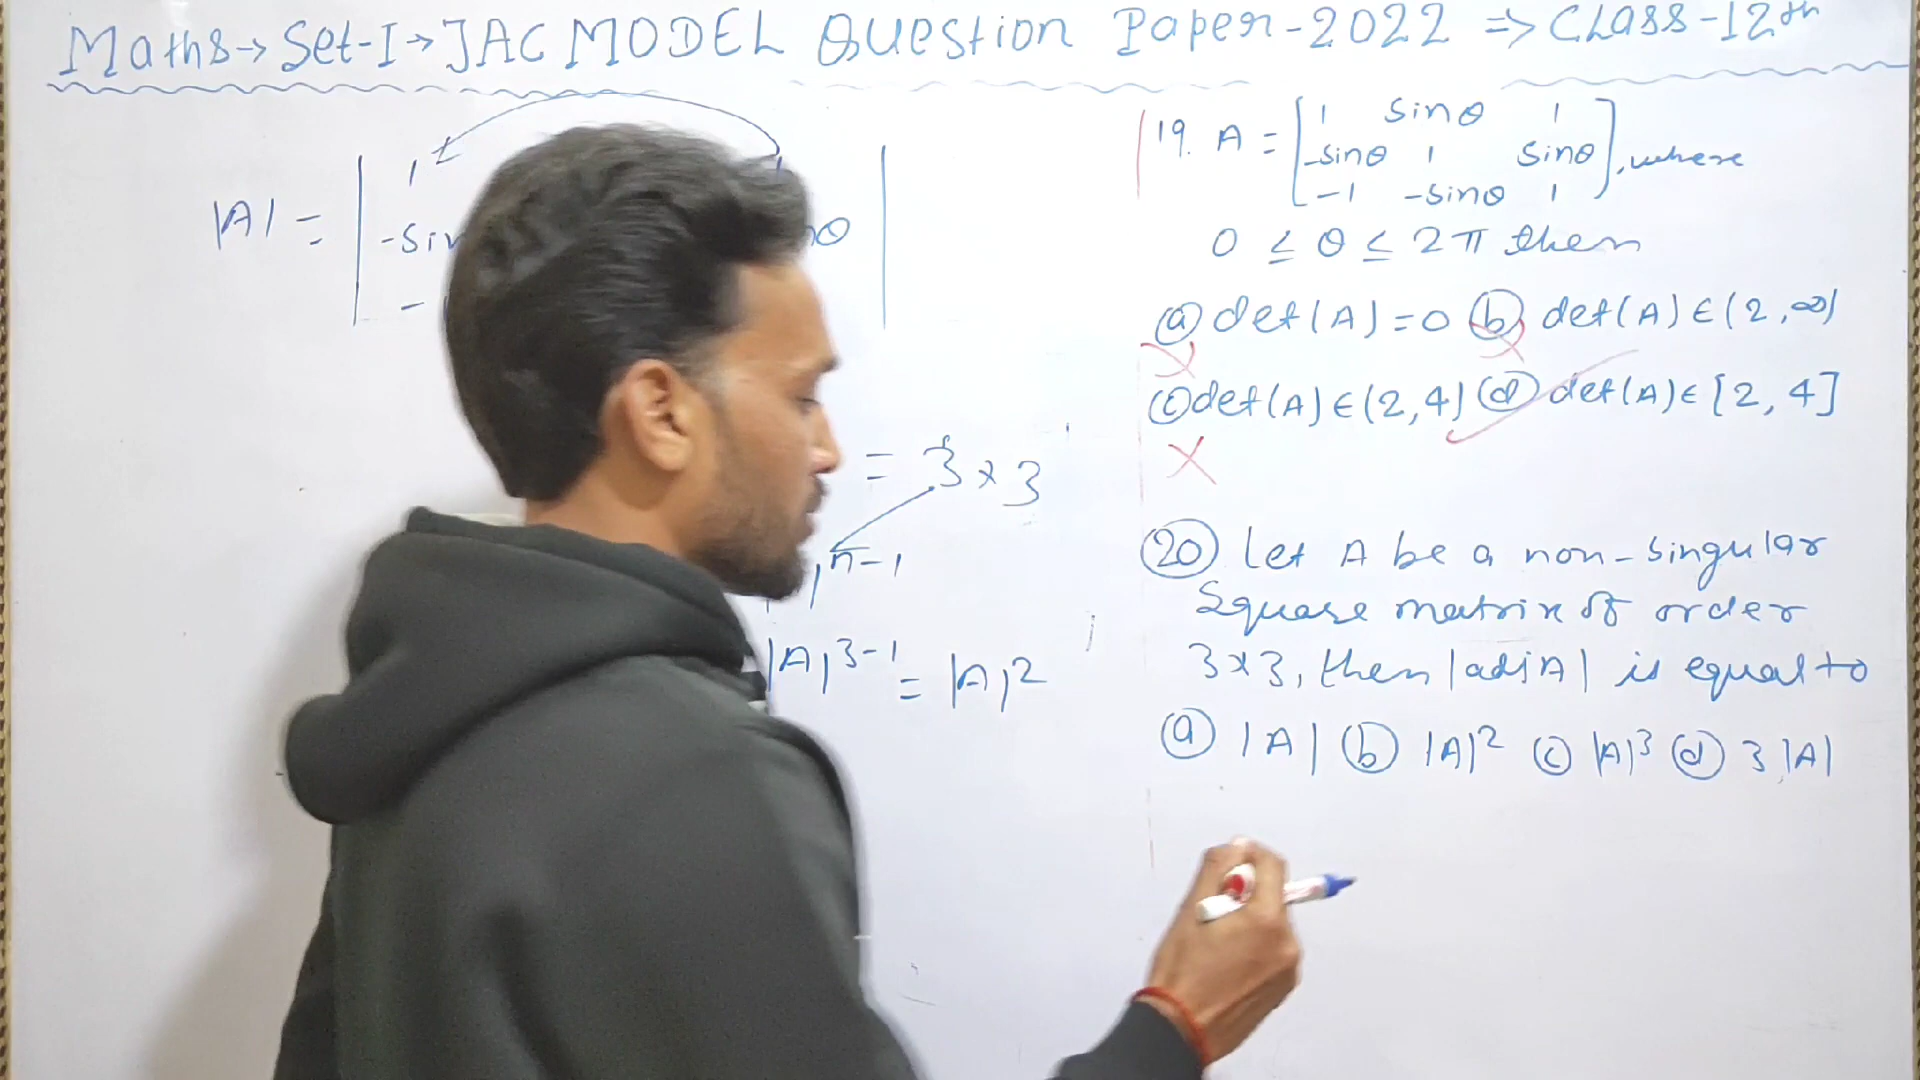 Maths→Set-I→JAC MODEL Question Paper-2022 ⇒ Class-12th
|A| =
1
-sin
θ
-
= 3×3
n-1
|A|3-1 = |A|2
19. A = [1 sinθ 1
-sinθ 1 sinθ], where
-1 -sinθ 1
0 ≤ θ ≤ 2π then
(a) det(A)=0 (b) det(A)∈(2,∞)
(c) det(A)∈(2,4) (d) det(A)∈[2, 4]
(20) Let A be a non-singular
Square matrix of order
3×3, then |adjA| is equal to
(a) |A| (b) |A|2 (c) |A|3 (d) 3|A|